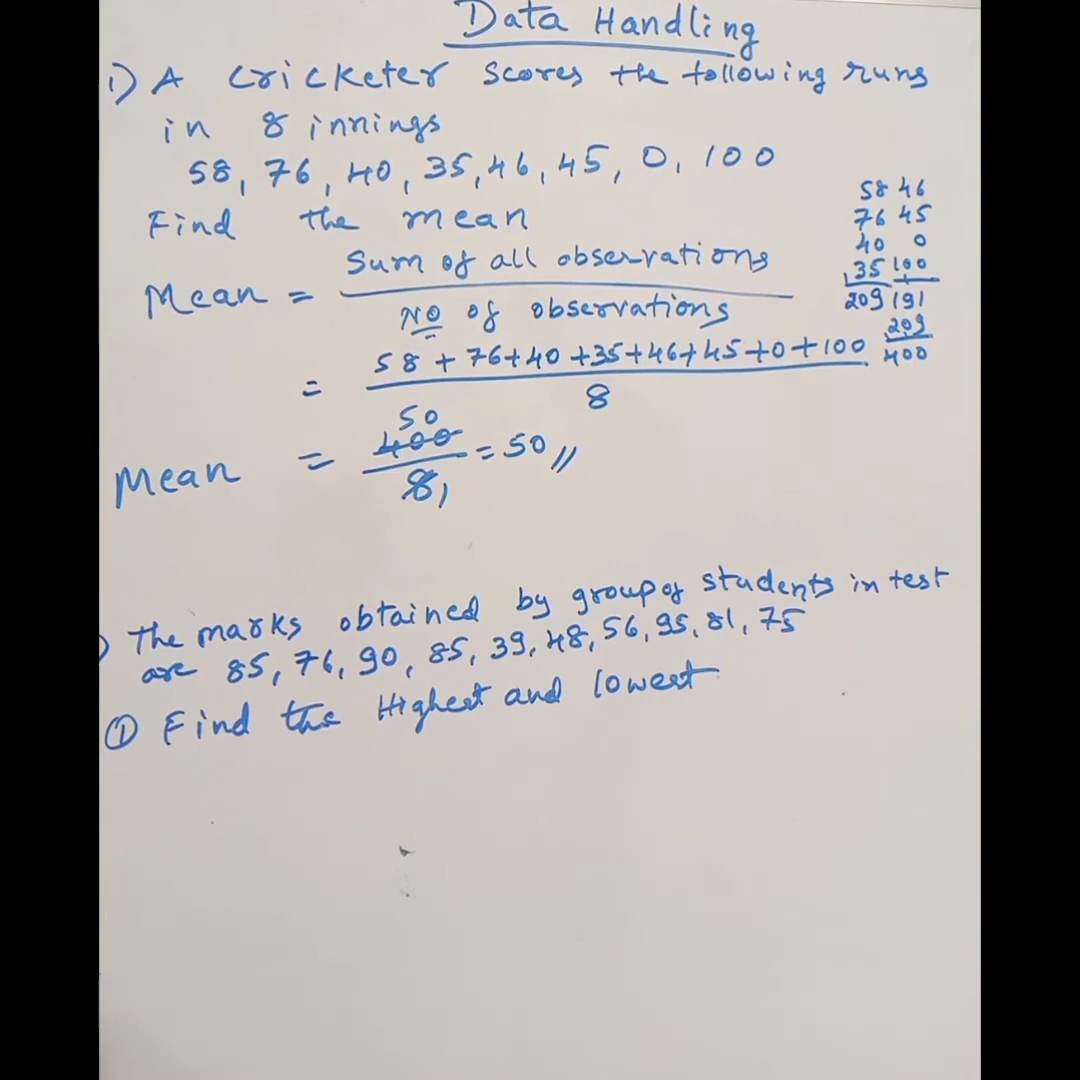 Data Handling
1) A cricketer scores the following runs
in 8 innings
58, 76, 40, 35, 46, 45, 0, 100
Find the mean
Mean = Sum of all observations
No of observations
= 58 + 76 + 40 + 35 + 46 + 45 + 0 + 100
8
50
Mean = 400 = 50 //
8 1
58 46
76 45
40 0
35 100
209 191
209
400
) The marks obtained by group of students in test
are 85, 76, 90, 85, 39, 48, 56, 95, 81, 75
① Find the Highest and lowest